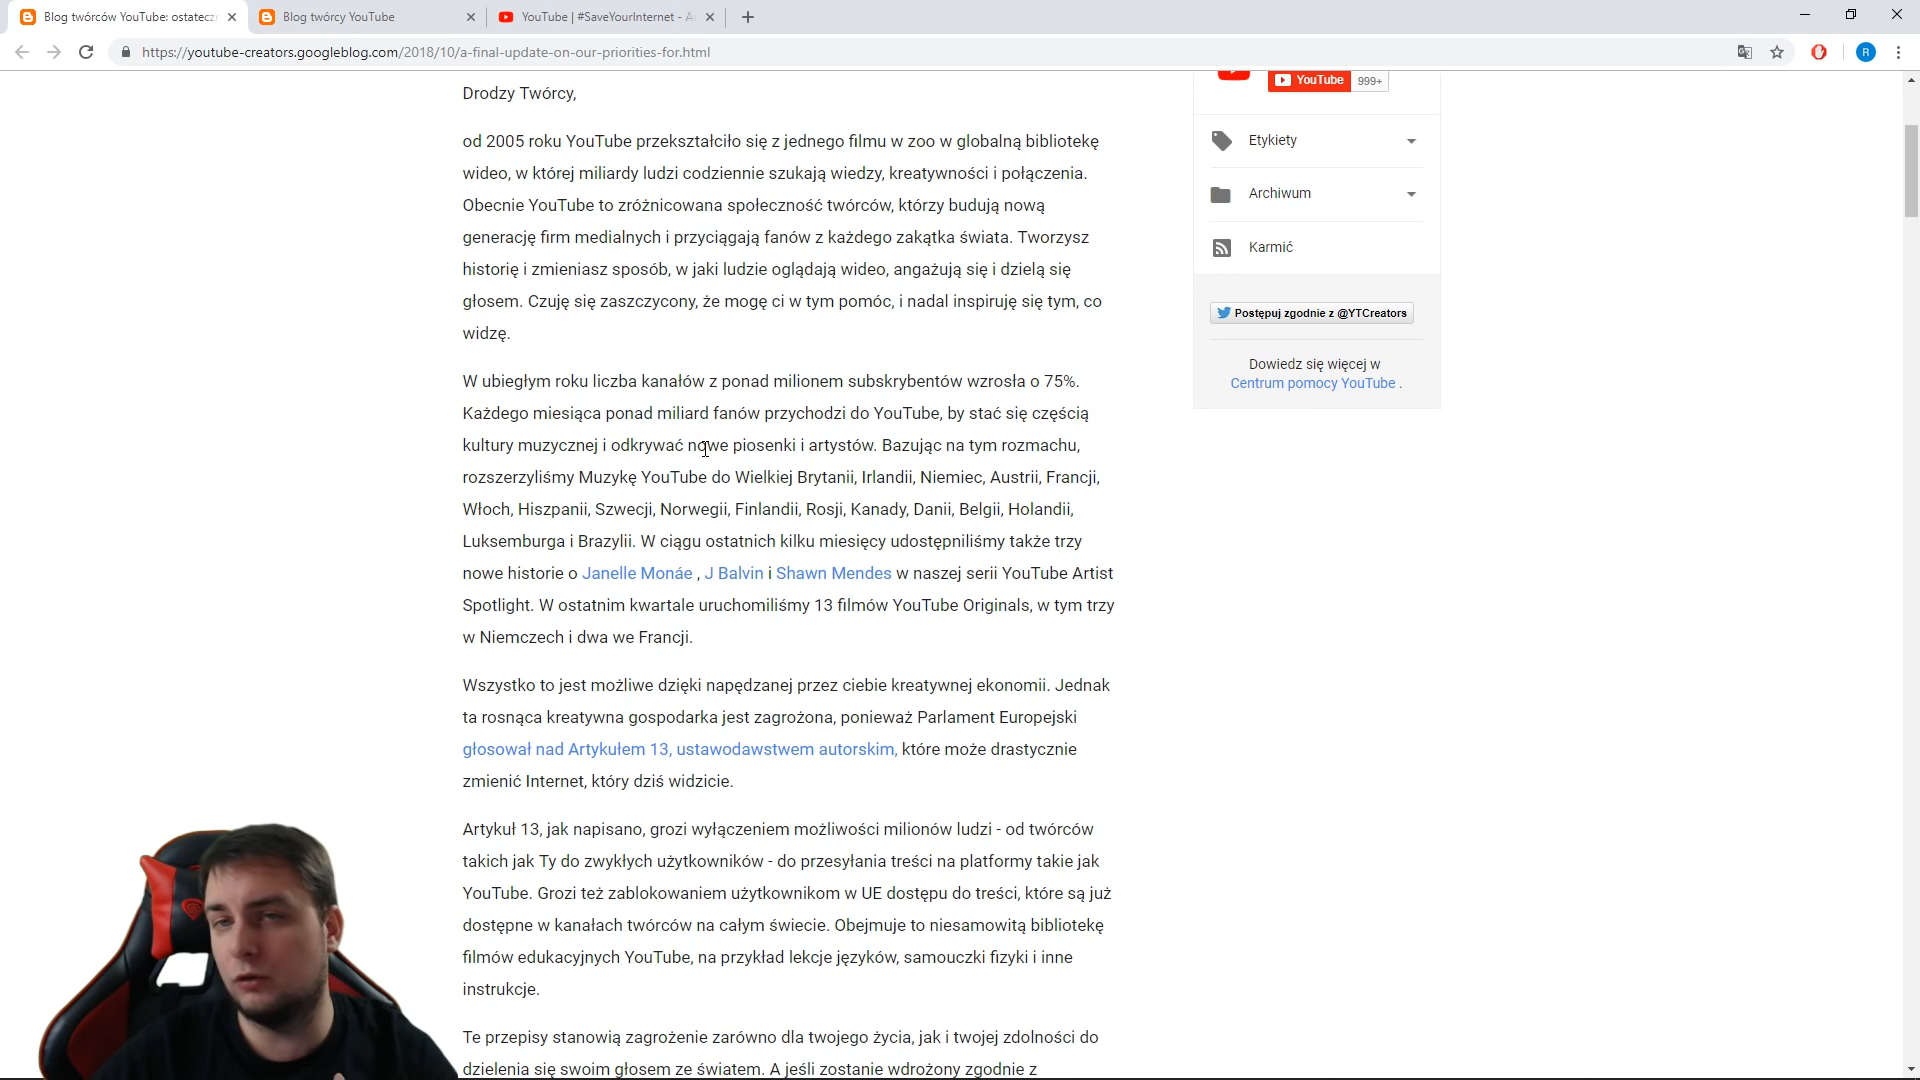 Blog twórców YouTube: ostatecz
Blog twórcy YouTube
YouTube | #SaveYourInternet - A
https://youtube-creators.googleblog.com/2018/10/a-final-update-on-our-priorities-for.html
R
Drodzy Twórcy,
od 2005 roku YouTube przekształciło się z jednego filmu w zoo w globalną bibliotekę
wideo, w której miliardy ludzi codziennie szukają wiedzy, kreatywności i połączenia.
Obecnie YouTube to zróżnicowana społeczność twórców, którzy budują nową
generację firm medialnych i przyciągają fanów z każdego zakątka świata. Tworzysz
historię i zmieniasz sposób, w jaki ludzie oglądają wideo, angażują się i dzielą się
głosem. Czuję się zaszczycony, że mogę ci w tym pomóc, i nadal inspiruję się tym, co
widzę.
W ubiegłym roku liczba kanałów z ponad milionem subskrybentów wzrosła o 75%.
Każdego miesiąca ponad miliard fanów przychodzi do YouTube, by stać się częścią
kultury muzycznej i odkrywać nowe piosenki i artystów. Bazując na tym rozmachu,
rozszerzyliśmy Muzykę YouTube do Wielkiej Brytanii, Irlandii, Niemiec, Austrii, Francji,
Włoch, Hiszpanii, Szwecji, Norwegii, Finlandii, Rosji, Kanady, Danii, Belgii, Holandii,
Luksemburga i Brazylii. W ciągu ostatnich kilku miesięcy udostępniliśmy także trzy
nowe historie o Janelle Monáe , J Balvin i Shawn Mendes w naszej serii YouTube Artist
Spotlight. W ostatnim kwartale uruchomiliśmy 13 filmów YouTube Originals, w tym trzy
w Niemczech i dwa we Francji.
Wszystko to jest możliwe dzięki napędzanej przez ciebie kreatywnej ekonomii. Jednak
ta rosnąca kreatywna gospodarka jest zagrożona, ponieważ Parlament Europejski
głosował nad Artykułem 13, ustawodawstwem autorskim, które może drastycznie
zmienić Internet, który dziś widzicie.
Artykuł 13, jak napisano, grozi wyłączeniem możliwości milionów ludzi - od twórców
takich jak Ty do zwykłych użytkowników - do przesyłania treści na platformy takie jak
YouTube. Grozi też zablokowaniem użytkownikom w UE dostępu do treści, które są już
dostępne w kanałach twórców na całym świecie. Obejmuje to niesamowitą bibliotekę
filmów edukacyjnych YouTube, na przykład lekcje języków, samouczki fizyki i inne
instrukcje.
Te przepisy stanowią zagrożenie zarówno dla twojego życia, jak i twojej zdolności do
dzielenia się swoim głosem ze światem. A jeśli zostanie wdrożony zgodnie z
YouTube 999+
Etykiety
Archiwum
Karmić
Postępuj zgodnie z @YTCreators
Dowiedz się więcej w
Centrum pomocy YouTube .